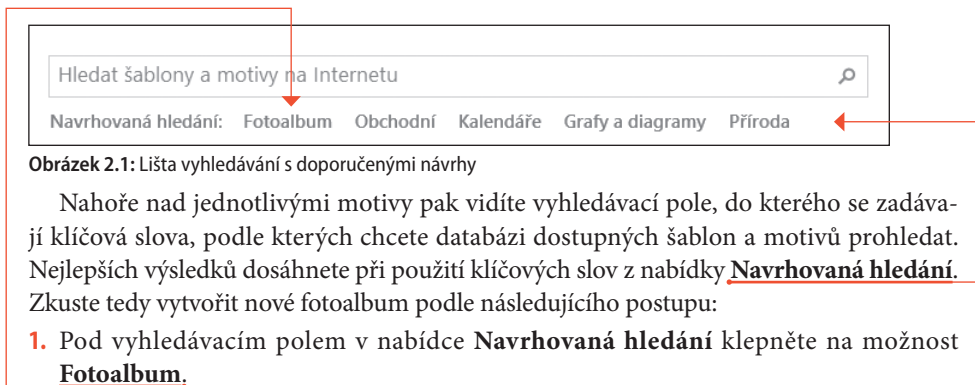 Hledat šablony a motivy na Internetu
Navrhovaná hledání: Fotoalbum Obchodní Kalendáře Grafy a diagramy Příroda
Obrázek 2.1: Lišta vyhledávání s doporučenými návrhy
Nahoře nad jednotlivými motivy pak vidíte vyhledávací pole, do kterého se zadáva-
jí klíčová slova, podle kterých chcete databázi dostupných šablon a motivů prohledat.
Nejlepších výsledků dosáhnete při použití klíčových slov z nabídky Navrhovaná hledání.
Zkuste tedy vytvořit nové fotoalbum podle následujícího postupu:
1. Pod vyhledávacím polem v nabídce Navrhovaná hledání klepněte na možnost
Fotoalbum.